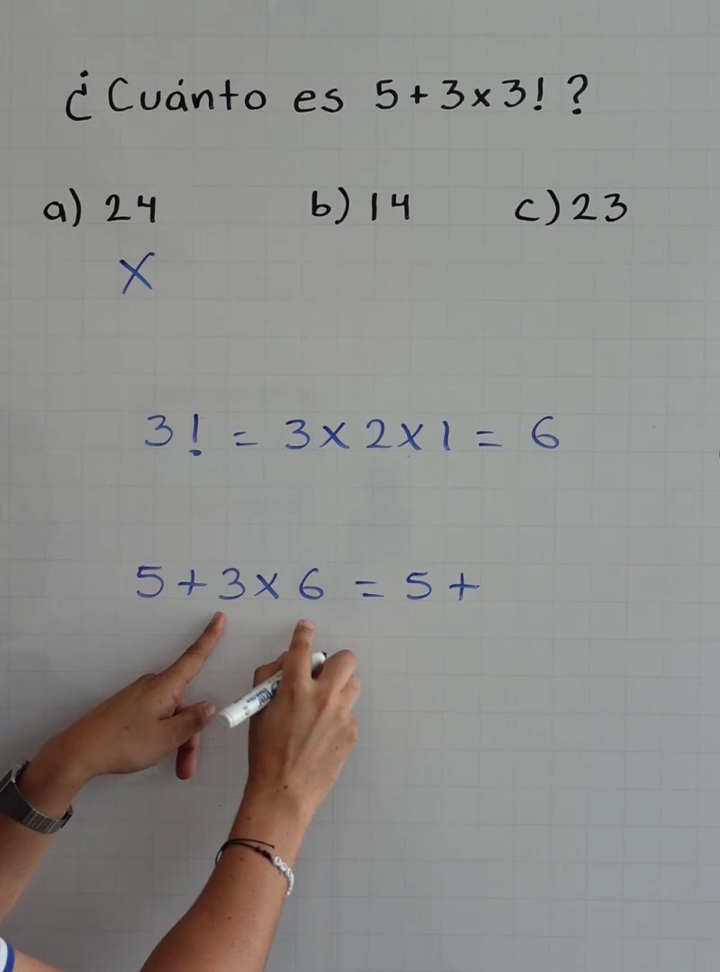 ¿Cuánto es 5+3x3!?
a) 24 b) 14 c) 23
X
3! = 3x2x1 = 6
5+3x6 = 5+